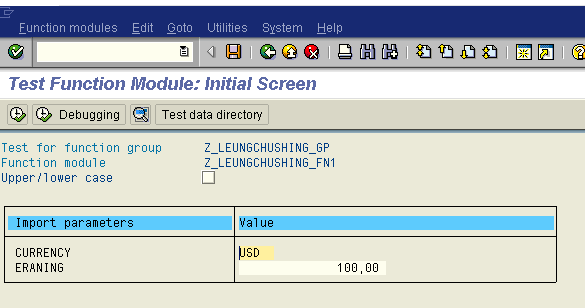 Function modules Edit Goto Utilities System Help
Test Function Module: Initial Screen
Debugging Test data directory
Test for function group Z_LEUNGCHUSHING_GP
Function module Z_LEUNGCHUSHING_FN1
Upper/lower case
Import parameters Value
CURRENCY USD
ERANING 100,00